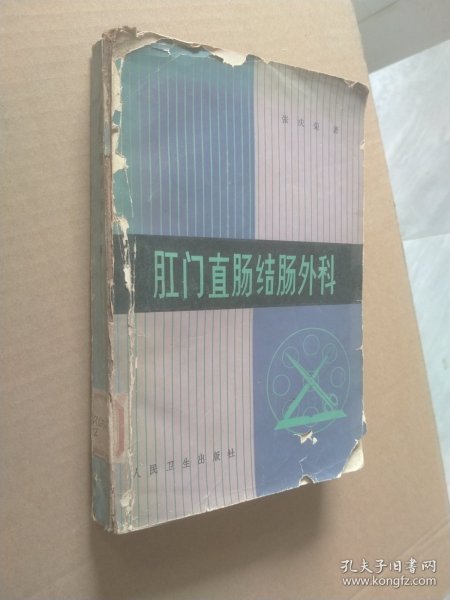 张庆荣 著
肛门直肠结肠外科
人民卫生出版社
孔夫子旧书网
www.kongfz.com